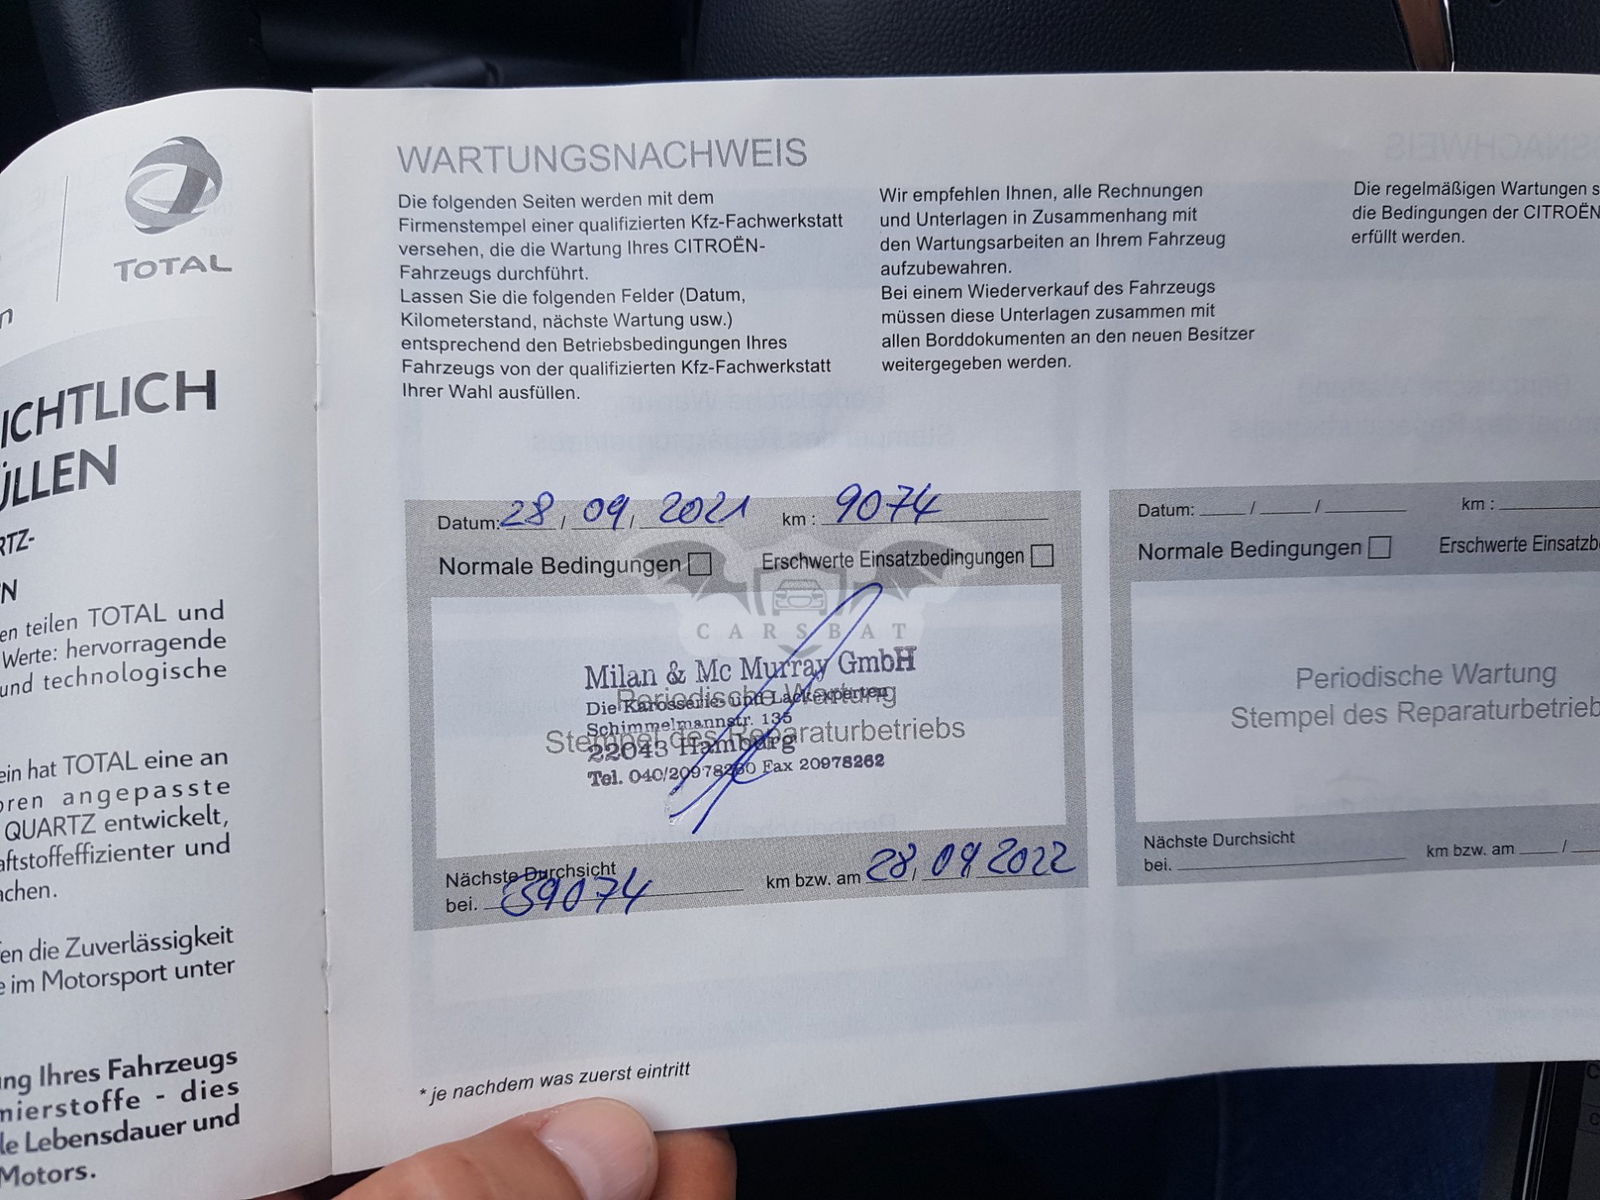 TOTAL
ICHTLICH
ÜLLEN
RTZ-
EN
en teilen TOTAL und
Werte: hervorragende
und technologische
ein hat TOTAL eine an
oren angepasste
QUARTZ entwickelt,
aftstoffeffizienter und
achen.
fen die Zuverlässigkeit
e im Motorsport unter
ng Ihres Fahrzeugs
mierstoffe - dies
le Lebensdauer und
Motors.
WARTUNGSNACHWEIS
Die folgenden Seiten werden mit dem
Firmenstempel einer qualifizierten Kfz-Fachwerkstatt
versehen, die die Wartung Ihres CITROËN-
Fahrzeugs durchführt.
Lassen Sie die folgenden Felder (Datum,
Kilometerstand, nächste Wartung usw.)
entsprechend den Betriebsbedingungen Ihres
Fahrzeugs von der qualifizierten Kfz-Fachwerkstatt
Ihrer Wahl ausfüllen.
Wir empfehlen Ihnen, alle Rechnungen
und Unterlagen in Zusammenhang mit
den Wartungsarbeiten an Ihrem Fahrzeug
aufzubewahren.
Bei einem Wiederverkauf des Fahrzeugs
müssen diese Unterlagen zusammen mit
allen Borddokumenten an den neuen Besitzer
weitergegeben werden.
Die regelmäßigen Wartungen s
die Bedingungen der CITROËN
erfüllt werden.
Datum: 28 / 09 / 2021 km : 9074
Normale Bedingungen Erschwerte Einsatzbedingungen
CARSBAT
Milan & Mc Murray GmbH
Periodische Wartung
Die Karosserie- und Lackexperten
Schimmelmannstr. 135
Stempel des Reparaturbetriebs
22043 Hamburg
Tel. 040/20978260 Fax 20978262
Nächste Durchsicht
bei. 39074 km bzw. am 28, 09 2022
Datum: / / km :
Normale Bedingungen Erschwerte Einsatzb
Periodische Wartung
Stempel des Reparaturbetrieb
Nächste Durchsicht
bei. km bzw. am /
* je nachdem was zuerst eintritt